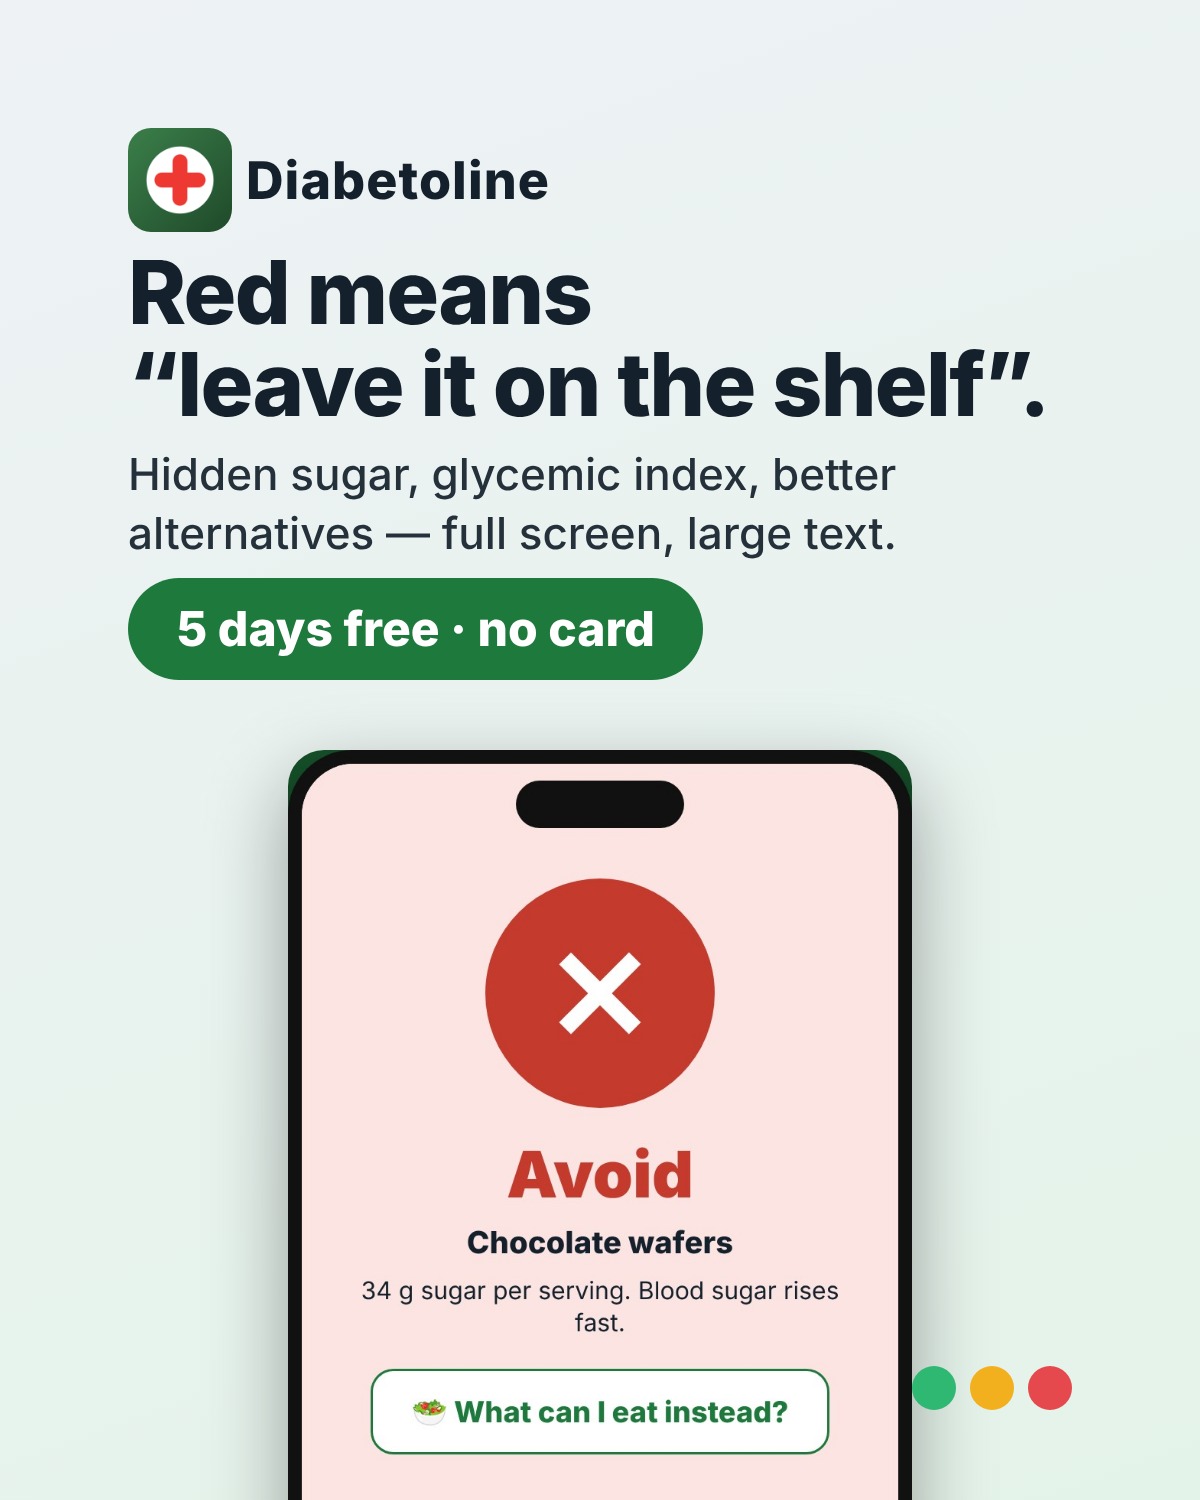 Diabetoline
Red means
“leave it on the shelf”.
Hidden sugar, glycemic index, better
alternatives — full screen, large text.
5 days free · no card
Avoid
Chocolate wafers
34 g sugar per serving. Blood sugar rises
fast.
🥗 What can I eat instead?